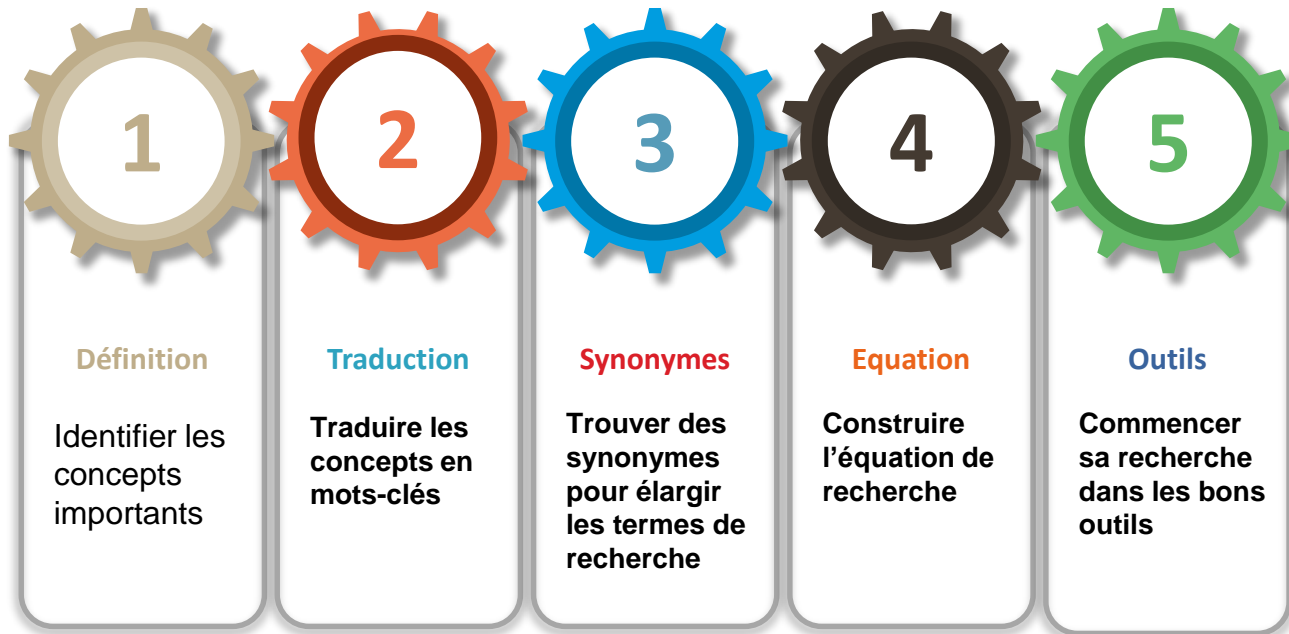 1
Définition
Identifier les
concepts
importants
2
Traduction
Traduire les
concepts en
mots-clés
3
Synonymes
Trouver des
synonymes
pour élargir
les termes de
recherche
4
Equation
Construire
l’équation de
recherche
5
Outils
Commencer
sa recherche
dans les bons
outils